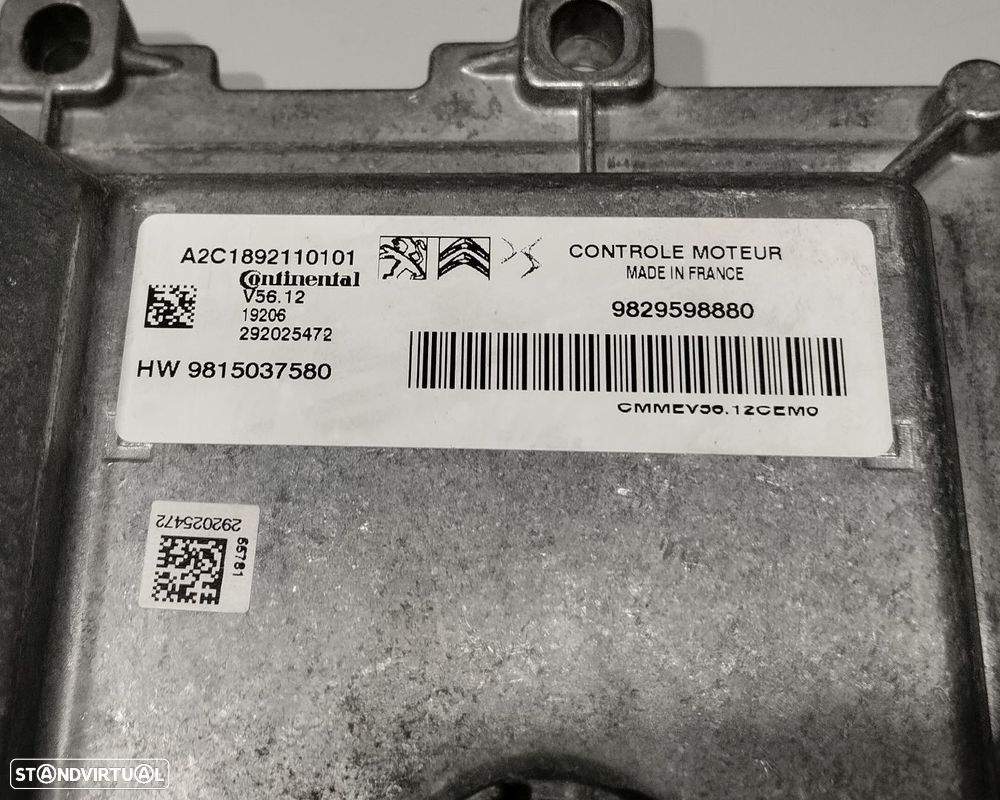 A2C1892110101
Continental
V56.12
19206
292025472
HW 9815037580
CONTROLE MOTEUR
MADE IN FRANCE
9829598880
CMMEV56.12CEM0
292025472
65781
STANDVIRTUAL